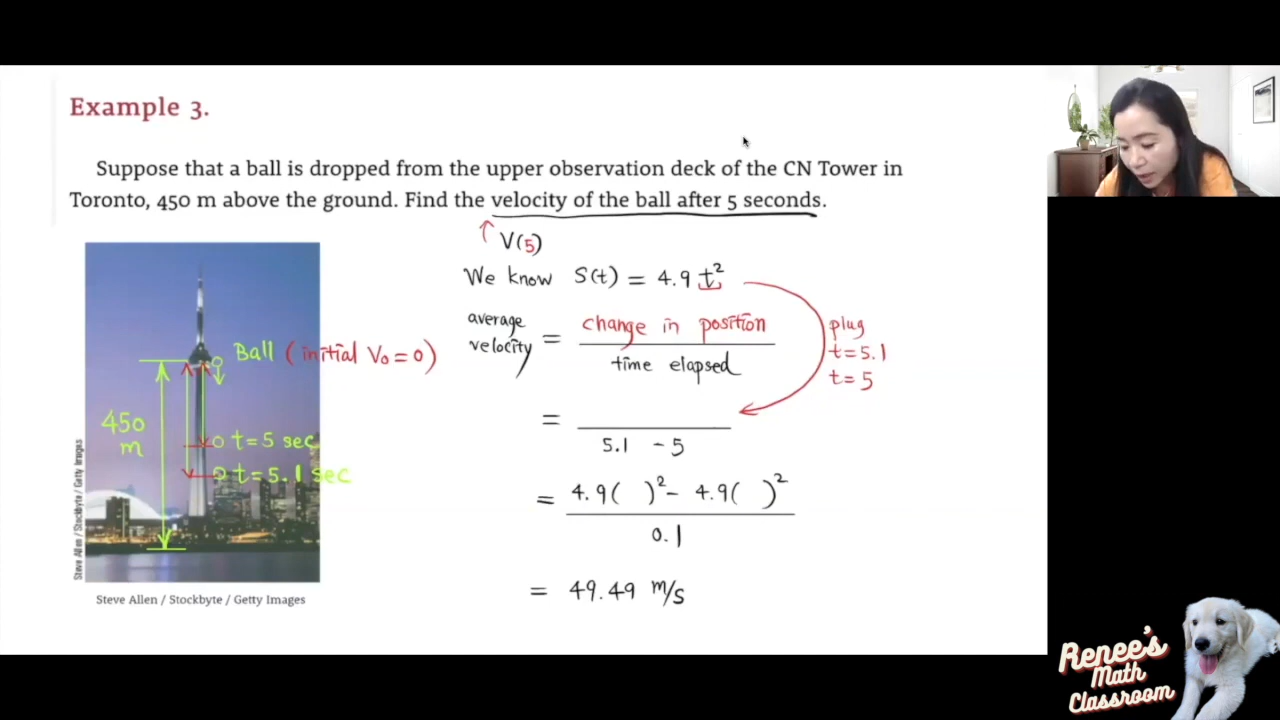 Example 3.
Suppose that a ball is dropped from the upper observation deck of the CN Tower in
Toronto, 450 m above the ground. Find the velocity of the ball after 5 seconds.
V(5)
We know S(t) = 4.9 t²
average velocity = change in position / time elapsed
plug
t=5.1
t=5
= ――― / 5.1 - 5
= 4.9( )² - 4.9( )² / 0.1
= 49.49 m/s
Ball (initial V₀=0)
450
m
t=5 sec
t=5.1 sec
Steve Allen / Stockbyte / Getty Images
Steve Allen / Stockbyte / Getty Images
Renee's
Math
Classroom